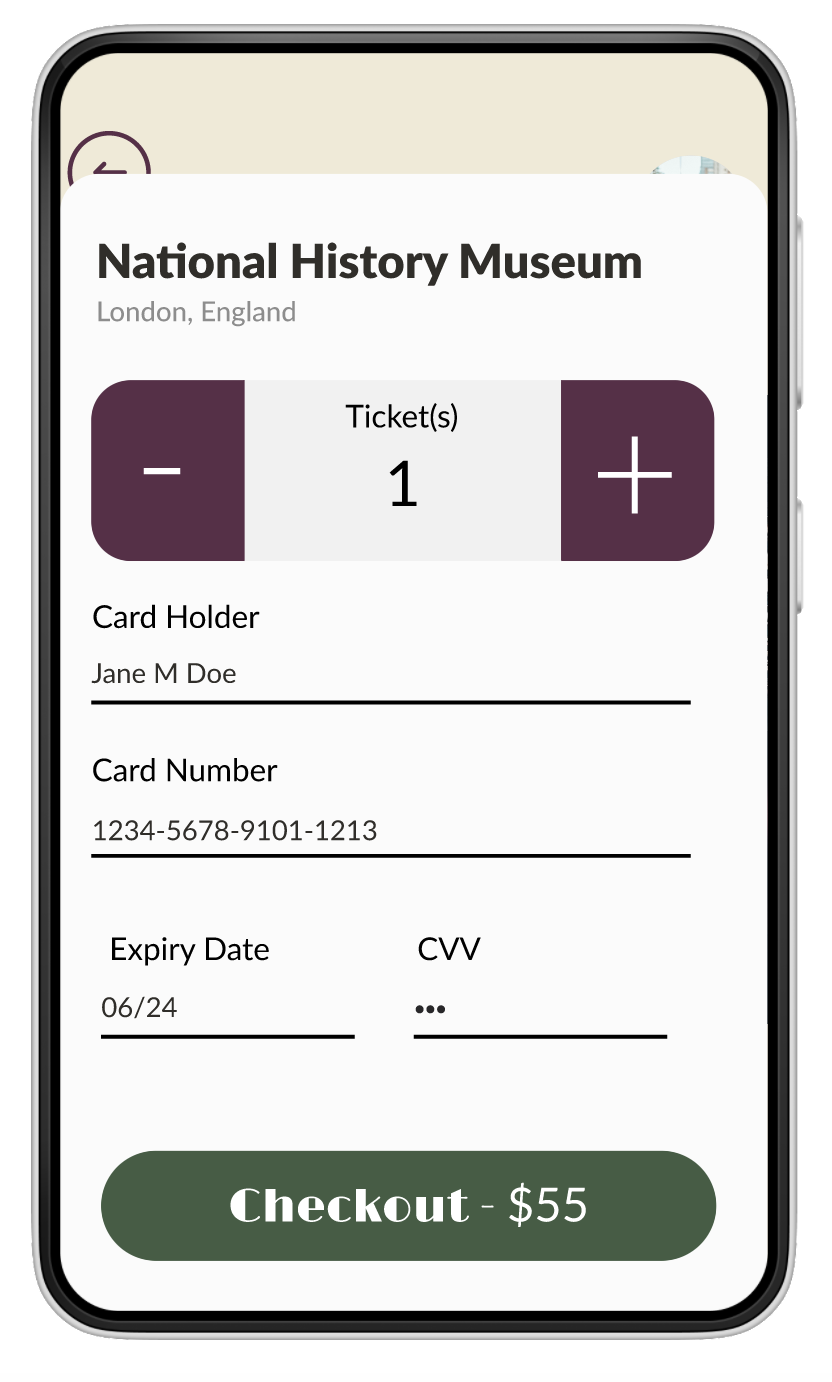 National History Museum
London, England
Ticket(s)
-
1
+
Card Holder
Jane M Doe
Card Number
1234-5678-9101-1213
Expiry Date CVV
06/24 •••
Checkout - $55